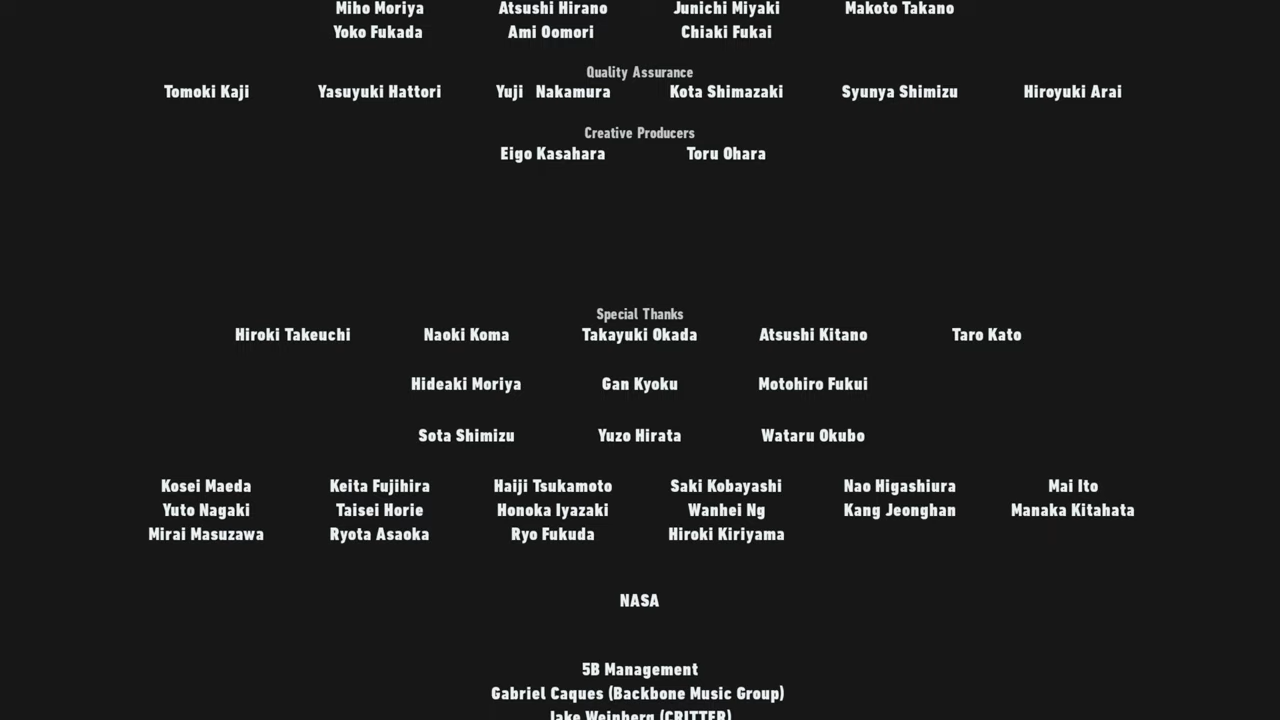 Miho Moriya Atsushi Hirano Junichi Miyaki Makoto Takano
Yoko Fukada Ami Oomori Chiaki Fukai
Quality Assurance
Tomoki Kaji Yasuyuki Hattori Yuji Nakamura Kota Shimazaki Syunya Shimizu Hiroyuki Arai
Creative Producers
Eigo Kasahara Toru Ohara
Special Thanks
Hiroki Takeuchi Naoki Koma Takayuki Okada Atsushi Kitano Taro Kato
Hideaki Moriya Gan Kyoku Motohiro Fukui
Sota Shimizu Yuzo Hirata Wataru Okubo
Kosei Maeda Keita Fujihira Haiji Tsukamoto Saki Kobayashi Nao Higashiura Mai Ito
Yuto Nagaki Taisei Horie Honoka Iyazaki Wanhei Ng Kang Jeonghan Manaka Kitahata
Mirai Masuzawa Ryota Asaoka Ryo Fukuda Hiroki Kiriyama
NASA
5B Management
Gabriel Caques (Backbone Music Group)
Jake Weinberg (CRITTER)